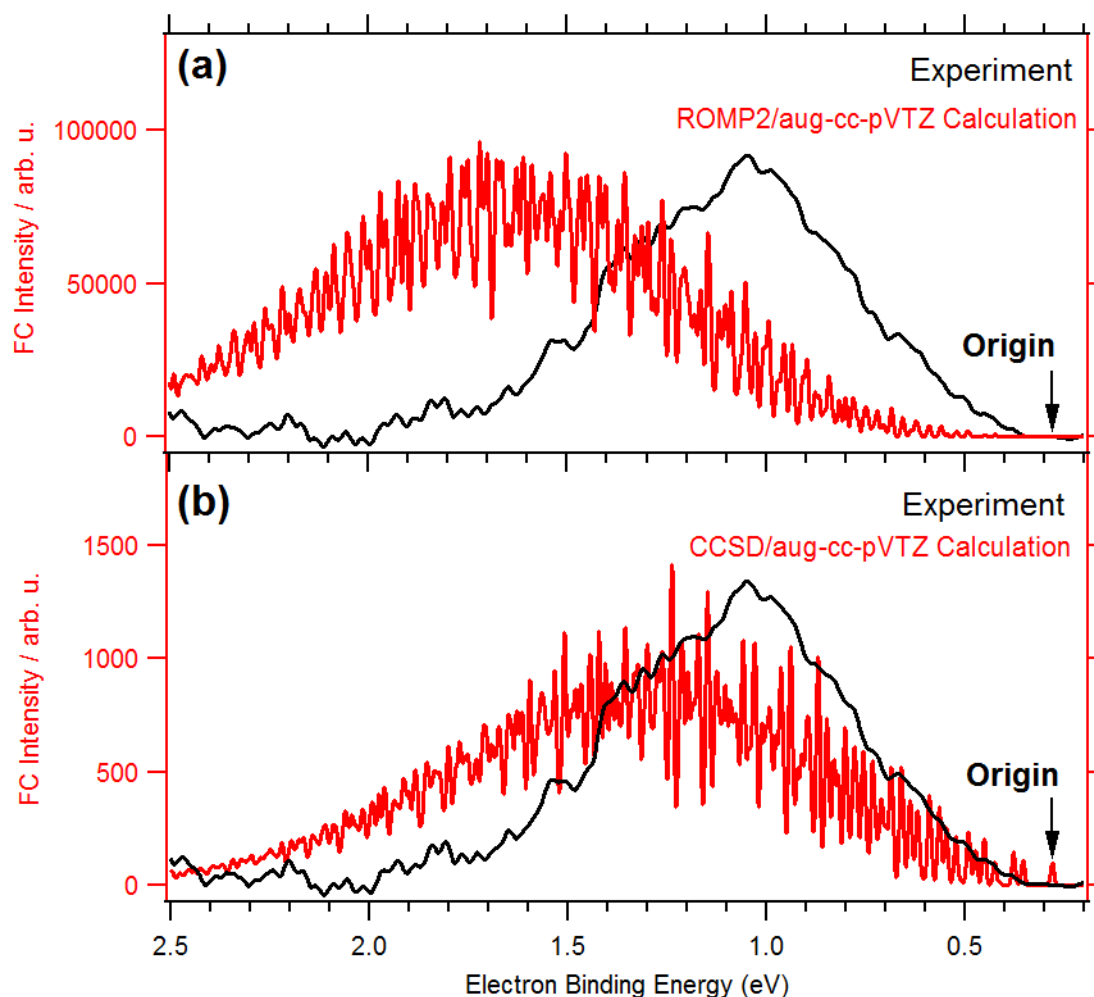 (a)
Experiment
ROMP2/aug-cc-pVTZ Calculation
100000
50000
0
FC Intensity / arb. u.
Origin
(b)
Experiment
CCSD/aug-cc-pVTZ Calculation
1500
1000
500
0
FC Intensity / arb. u.
Origin
2.5 2.0 1.5 1.0 0.5
Electron Binding Energy (eV)